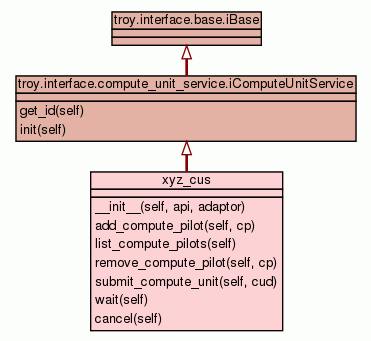 troy.interface.base.iBase
troy.interface.compute_unit_service.iComputeUnitService
get_id(self)
init(self)
xyz_cus
__init__(self, api, adaptor)
add_compute_pilot(self, cp)
list_compute_pilots(self)
remove_compute_pilot(self, cp)
submit_compute_unit(self, cud)
wait(self)
cancel(self)